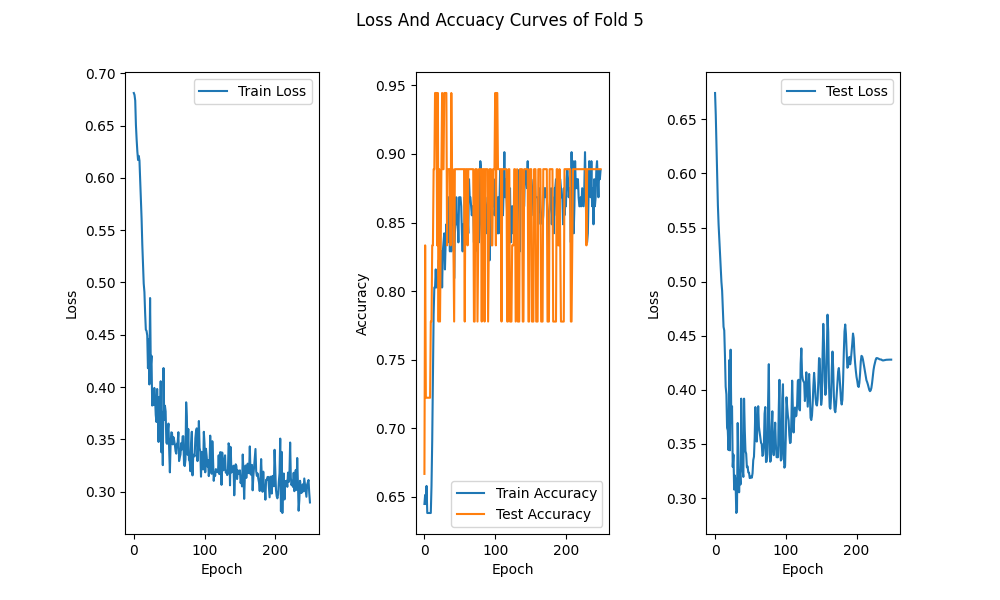 Loss And Accuacy Curves of Fold 5
0.70
0.65
0.60
0.55
0.50
0.45
0.40
0.35
0.30
Loss
0 100 200
Epoch
Train Loss
0.95
0.90
0.85
0.80
0.75
0.70
0.65
Accuracy
0 100 200
Epoch
Train Accuracy
Test Accuracy
0.65
0.60
0.55
0.50
0.45
0.40
0.35
0.30
Loss
0 100 200
Epoch
Test Loss